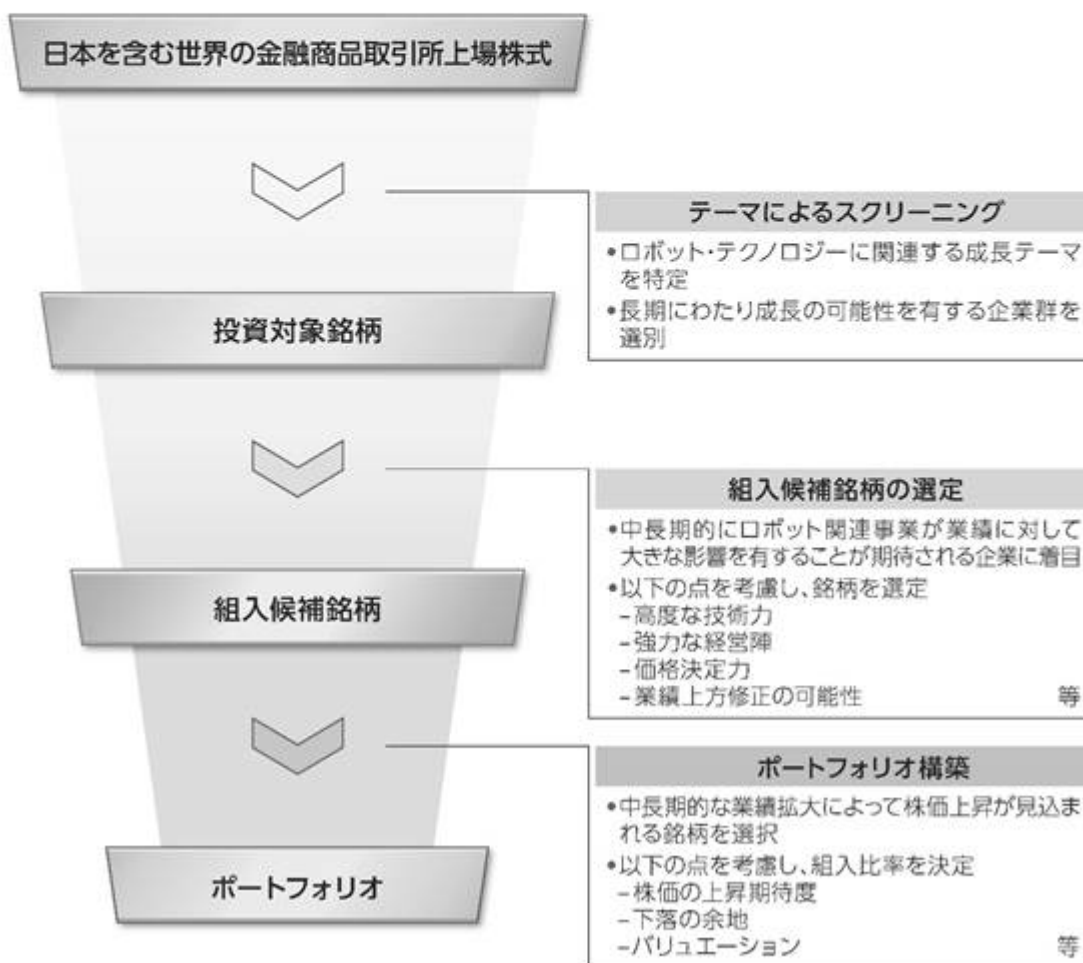 日本を含む世界の金融商品取引所上場株式
テーマによるスクリーニング
•ロボット・テクノロジーに関連する成長テーマ
を特定
•長期にわたり成長の可能性を有する企業群を
選別
投資対象銘柄
組入候補銘柄の選定
•中長期的にロボット関連事業が業績に対して
大きな影響を有することが期待される企業に着目
•以下の点を考慮し、銘柄を選定
–高度な技術力
–強力な経営陣
–価格決定力
–業績上方修正の可能性 等
組入候補銘柄
ポートフォリオ構築
•中長期的な業績拡大によって株価上昇が見込ま
れる銘柄を選択
•以下の点を考慮し、組入比率を決定
–株価の上昇期待度
–下落の余地
–バリュエーション 等
ポートフォリオ